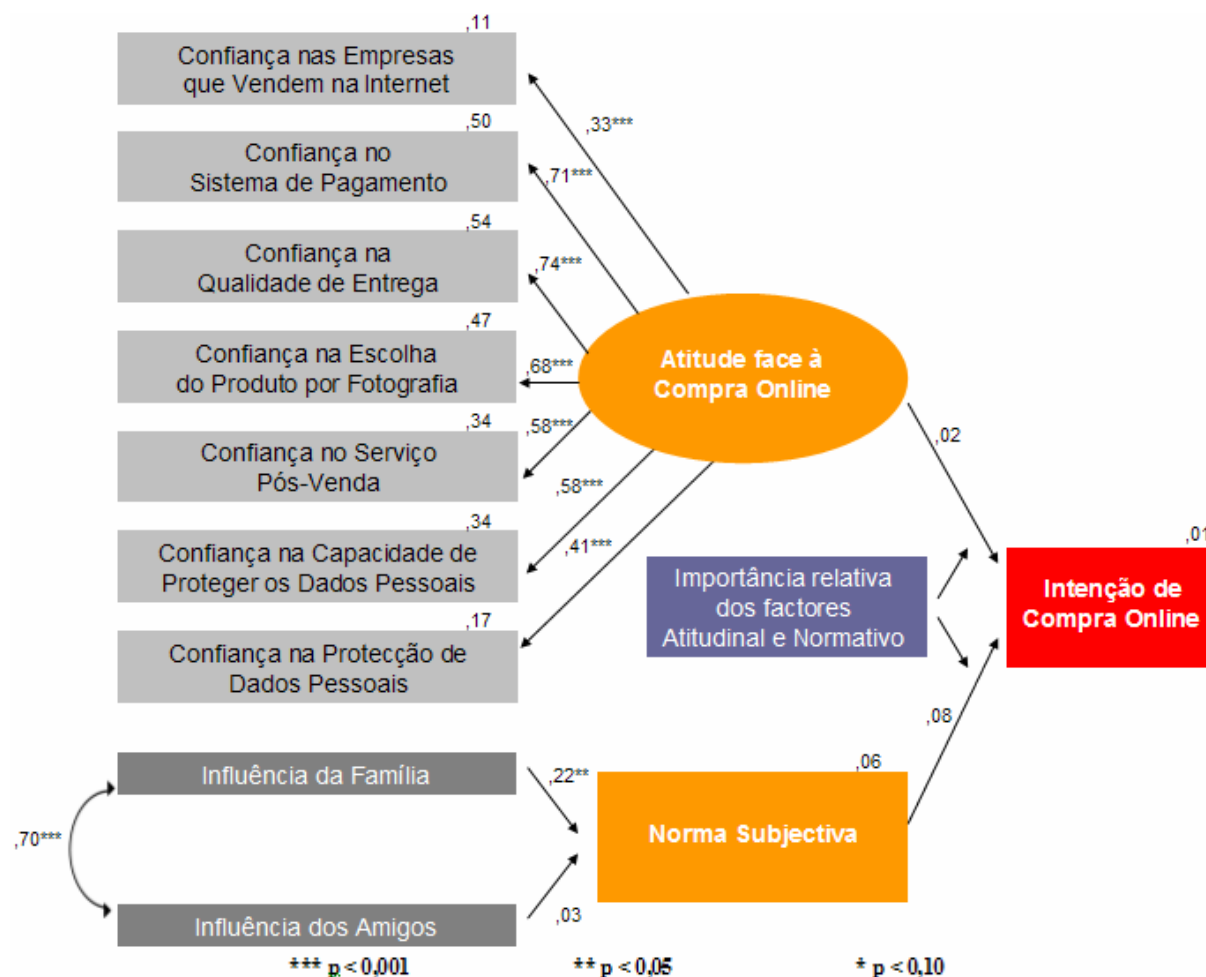 ,11
Confiança nas Empresas
que Vendem na Internet
,33***
,50
Confiança no
Sistema de Pagamento
,71***
,54
Confiança na
Qualidade de Entrega
,74***
,47
Confiança na Escolha
do Produto por Fotografia
,68***
,34
Confiança no Serviço
Pós-Venda
,58***
,34
Confiança na Capacidade de
Proteger os Dados Pessoais
,58***
,17
Confiança na Protecção de
Dados Pessoais
,41***
Atitude face à
Compra Online
,02
Importância relativa
dos factores
Atitudinal e Normativo
,01
Intenção de
Compra Online
,08
Influência da Família
,22**
,70***
,06
Norma Subjectiva
Influência dos Amigos
,03
*** p < 0,001
** p < 0,05
* p < 0,10